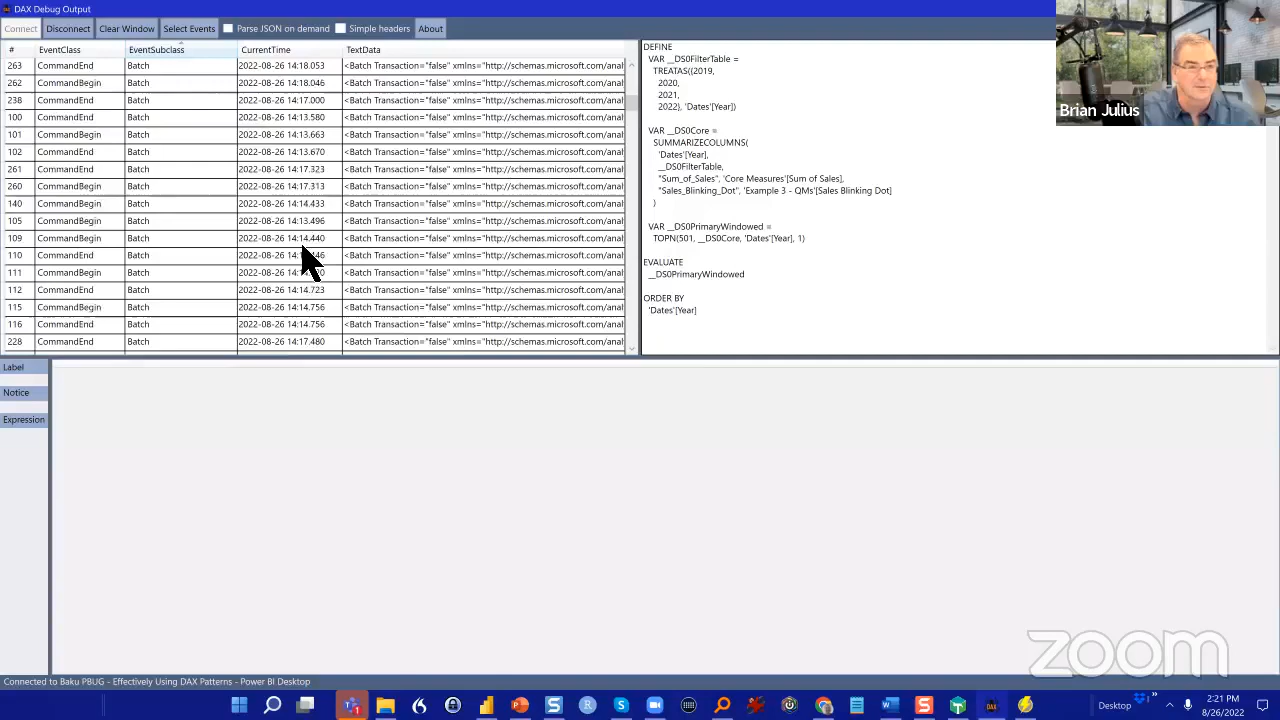 DAX Debug Output
Connect Disconnect Clear Window Select Events Parse JSON on demand Simple headers About
# EventClass EventSubclass CurrentTime TextData
263 CommandEnd Batch 2022-08-26 14:18.053 <Batch Transaction="false" xmlns="http://schemas.microsoft.com/anal
262 CommandBegin Batch 2022-08-26 14:18.046 <Batch Transaction="false" xmlns="http://schemas.microsoft.com/anal
238 CommandEnd Batch 2022-08-26 14:17.000 <Batch Transaction="false" xmlns="http://schemas.microsoft.com/anal
100 CommandEnd Batch 2022-08-26 14:13.580 <Batch Transaction="false" xmlns="http://schemas.microsoft.com/anal
101 CommandBegin Batch 2022-08-26 14:13.663 <Batch Transaction="false" xmlns="http://schemas.microsoft.com/anal
102 CommandEnd Batch 2022-08-26 14:13.670 <Batch Transaction="false" xmlns="http://schemas.microsoft.com/anal
261 CommandEnd Batch 2022-08-26 14:17.323 <Batch Transaction="false" xmlns="http://schemas.microsoft.com/anal
260 CommandBegin Batch 2022-08-26 14:17.313 <Batch Transaction="false" xmlns="http://schemas.microsoft.com/anal
140 CommandEnd Batch 2022-08-26 14:14.433 <Batch Transaction="false" xmlns="http://schemas.microsoft.com/anal
105 CommandEnd Batch 2022-08-26 14:13.496 <Batch Transaction="false" xmlns="http://schemas.microsoft.com/anal
109 CommandBegin Batch 2022-08-26 14:14.440 <Batch Transaction="false" xmlns="http://schemas.microsoft.com/anal
110 CommandEnd Batch 2022-08-26 <Batch Transaction="false" xmlns="http://schemas.microsoft.com/anal
111 CommandBegin Batch 2022-08-26 <Batch Transaction="false" xmlns="http://schemas.microsoft.com/anal
112 CommandEnd Batch 2022-08-26 14:14.723 <Batch Transaction="false" xmlns="http://schemas.microsoft.com/anal
115 CommandBegin Batch 2022-08-26 14:14.756 <Batch Transaction="false" xmlns="http://schemas.microsoft.com/anal
116 CommandEnd Batch 2022-08-26 14:14.756 <Batch Transaction="false" xmlns="http://schemas.microsoft.com/anal
228 CommandEnd Batch 2022-08-26 14:17.480 <Batch Transaction="false" xmlns="http://schemas.microsoft.com/anal
DEFINE
VAR __DS0FilterTable =
TREATAS({2019,
2020,
2021,
2022}, 'Dates'[Year])
VAR __DS0Core =
SUMMARIZECOLUMNS(
'Dates'[Year],
__DS0FilterTable,
"Sum_of_Sales", 'Core Measures'[Sum of Sales],
"Sales_Blinking_Dot", 'Example 3 - QMs'[Sales Blinking Dot]
)
VAR __DS0PrimaryWindowed =
TOPN(501, __DS0Core, 'Dates'[Year], 1)
EVALUATE
__DS0PrimaryWindowed
ORDER BY
'Dates'[Year]
Brian Julius
Label
Notice
Expression
zoom
Connected to Baku PBUG - Effectively Using DAX Patterns - Power BI Desktop
Desktop
2:21 PM
8/26/2022